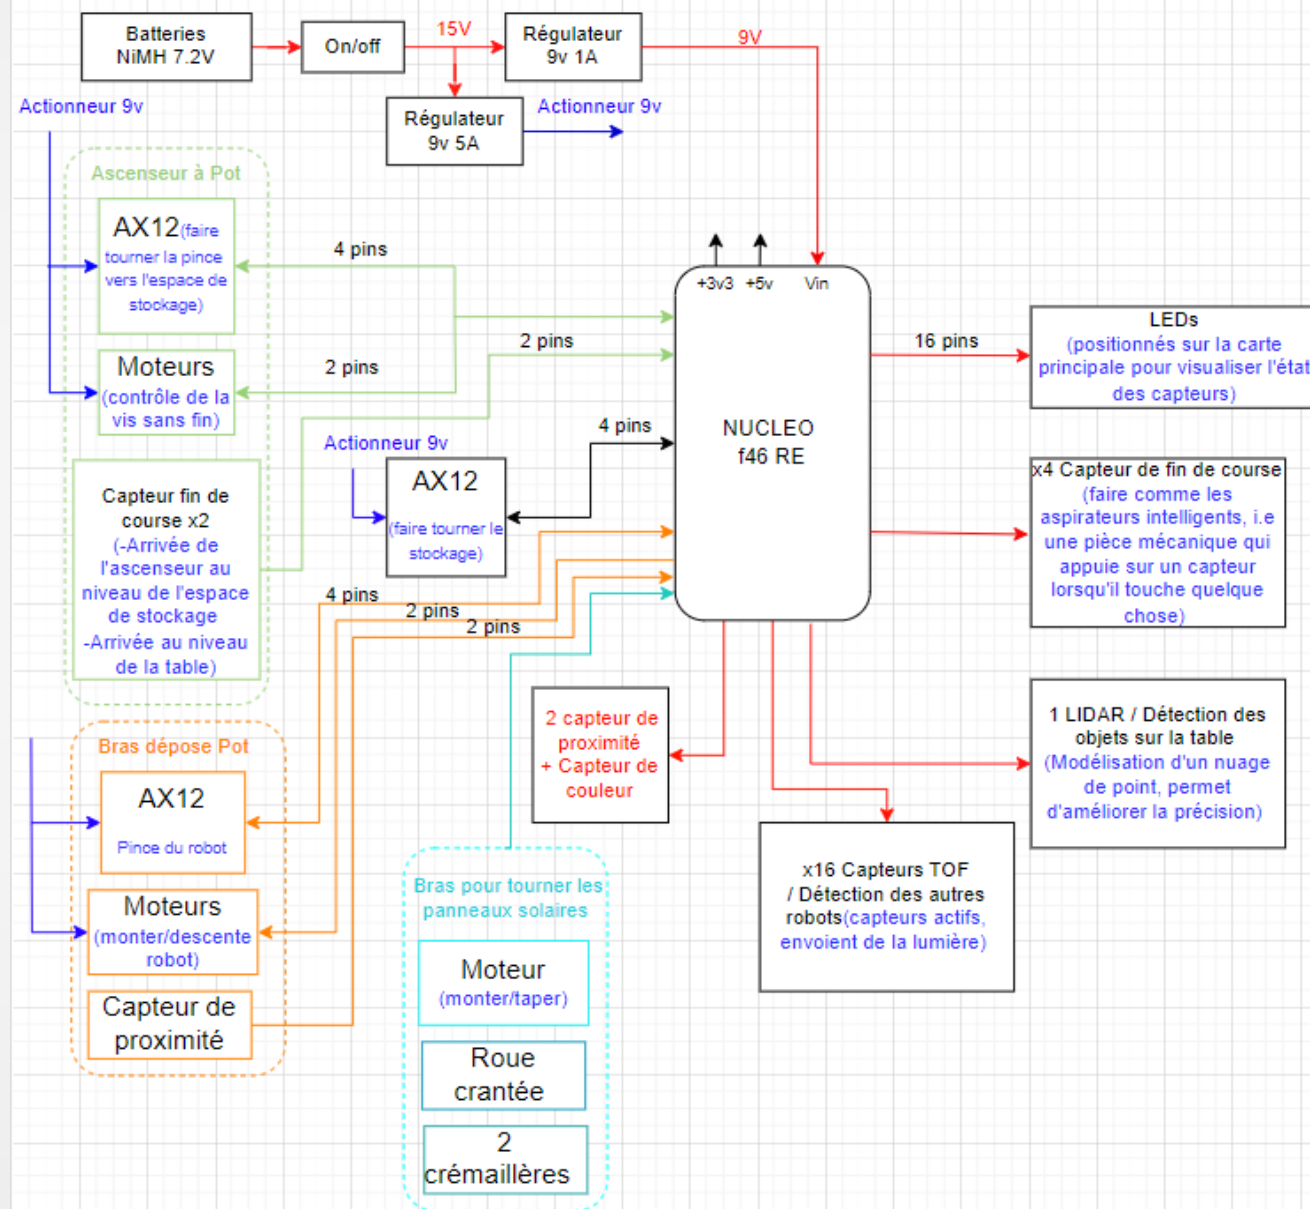 Batteries
NiMH 7.2V
On/off
15V
Régulateur
9v 1A
9V
Actionneur 9v
Régulateur
9v 5A
Actionneur 9v
Ascenseur à Pot
AX12(faire
tourner la pince
vers l'espace de
stockage)
4 pins
Moteurs
(contrôle de la
vis sans fin)
2 pins
2 pins
Capteur fin de
course x2
(-Arrivée de
l'ascenseur au
niveau de l'espace
de stockage
-Arrivée au niveau
de la table)
Actionneur 9v
AX12
(faire tourner le
stockage)
4 pins
+3v3
+5v
Vin
NUCLEO
f46 RE
16 pins
LEDs
(positionnés sur la carte
principale pour visualiser l'état
des capteurs)
x4 Capteur de fin de course
(faire comme les
aspirateurs intelligents, i.e
une pièce mécanique qui
appuie sur un capteur
lorsqu'il touche quelque
chose)
4 pins
2 pins
2 pins
2 capteur de
proximité
+ Capteur de
couleur
1 LIDAR / Détection des
objets sur la table
(Modélisation d'un nuage
de point, permet
d'améliorer la précision)
x16 Capteurs TOF
/ Détection des autres
robots(capteurs actifs,
envoient de la lumière)
Bras dépose Pot
AX12
Pince du robot
Moteurs
(monter/descente
robot)
Capteur de
proximité
Bras pour tourner les
panneaux solaires
Moteur
(monter/taper)
Roue
crantée
2
crémaillères